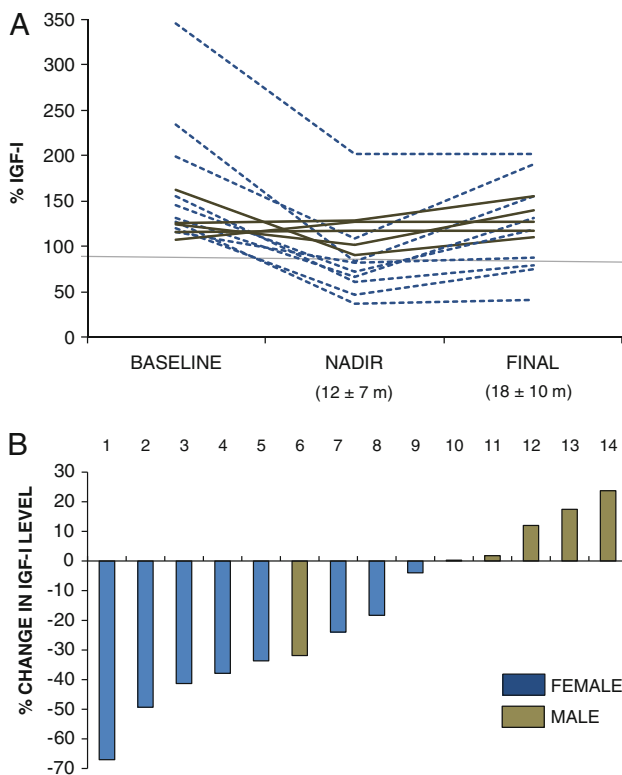 A
% IGF-I
350
300
250
200
150
100
50
0
BASELINE NADIR FINAL
(12 ± 7 m) (18 ± 10 m)
B
1 2 3 4 5 6 7 8 9 10 11 12 13 14
% CHANGE IN IGF-I LEVEL
30
20
10
0
-10
-20
-30
-40
-50
-60
-70
FEMALE
MALE